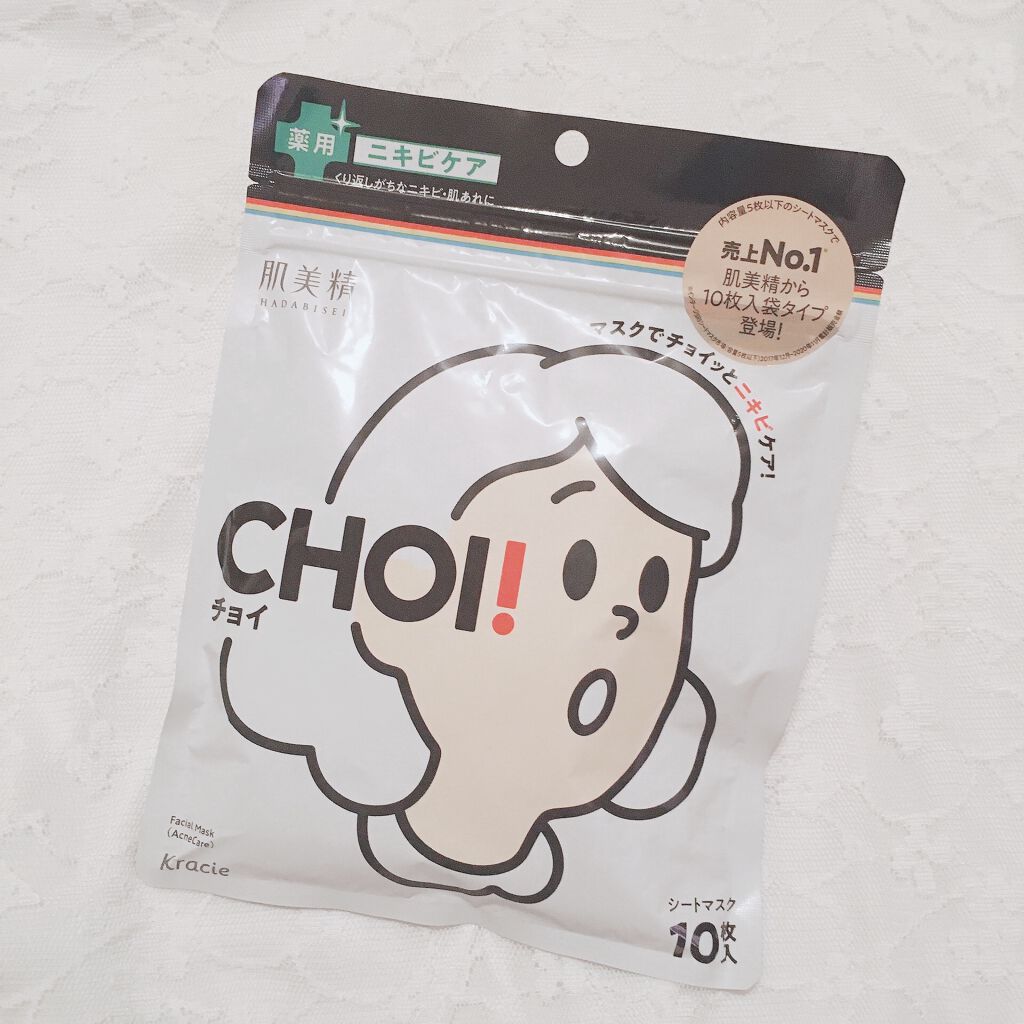 薬用
ニキビケア
くり返しがちなニキビ・肌あれに
内容量5枚以下のシートマスクで
売上No.1※
肌美精から
10枚入袋タイプ
登場!
肌美精
HADABISEI
マスクでチョイッとニキビケア!
CHOI!
チョイ
Facial Mask
(AcneCare)
Kracie
シートマスク
10枚入